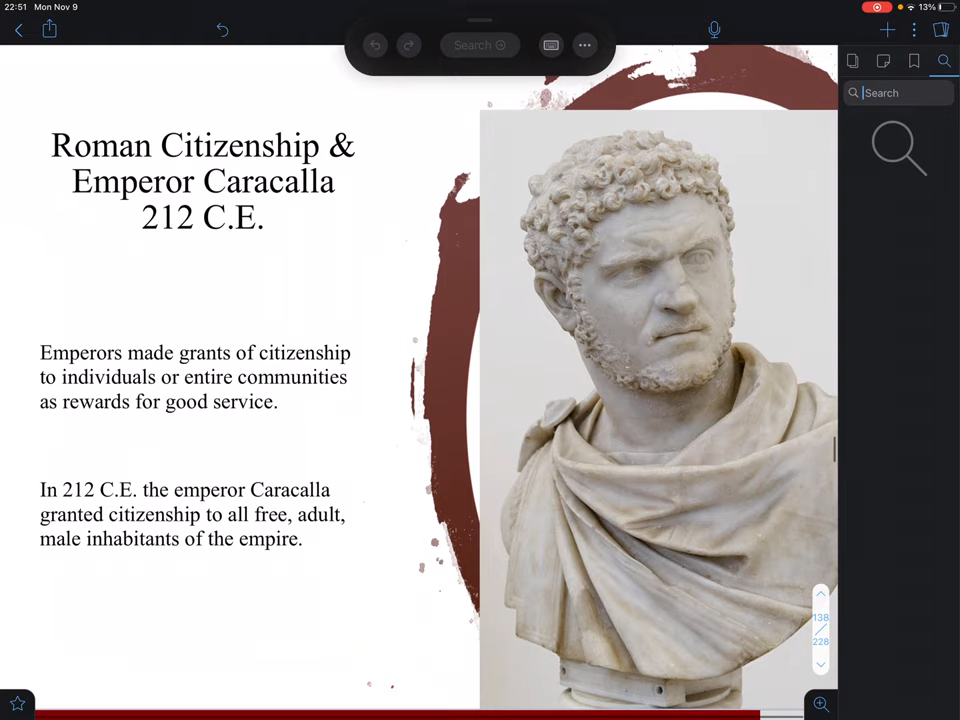 22:51 Mon Nov 9
13%
Search
Search
Roman Citizenship &
Emperor Caracalla
212 C.E.
Emperors made grants of citizenship
to individuals or entire communities
as rewards for good service.
In 212 C.E. the emperor Caracalla
granted citizenship to all free, adult,
male inhabitants of the empire.
138
228